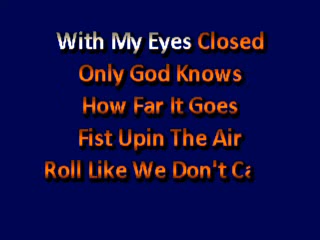 With My Eyes Closed
Only God Knows
How Far It Goes
Fist Upin The Air
Roll Like We Don't Ca